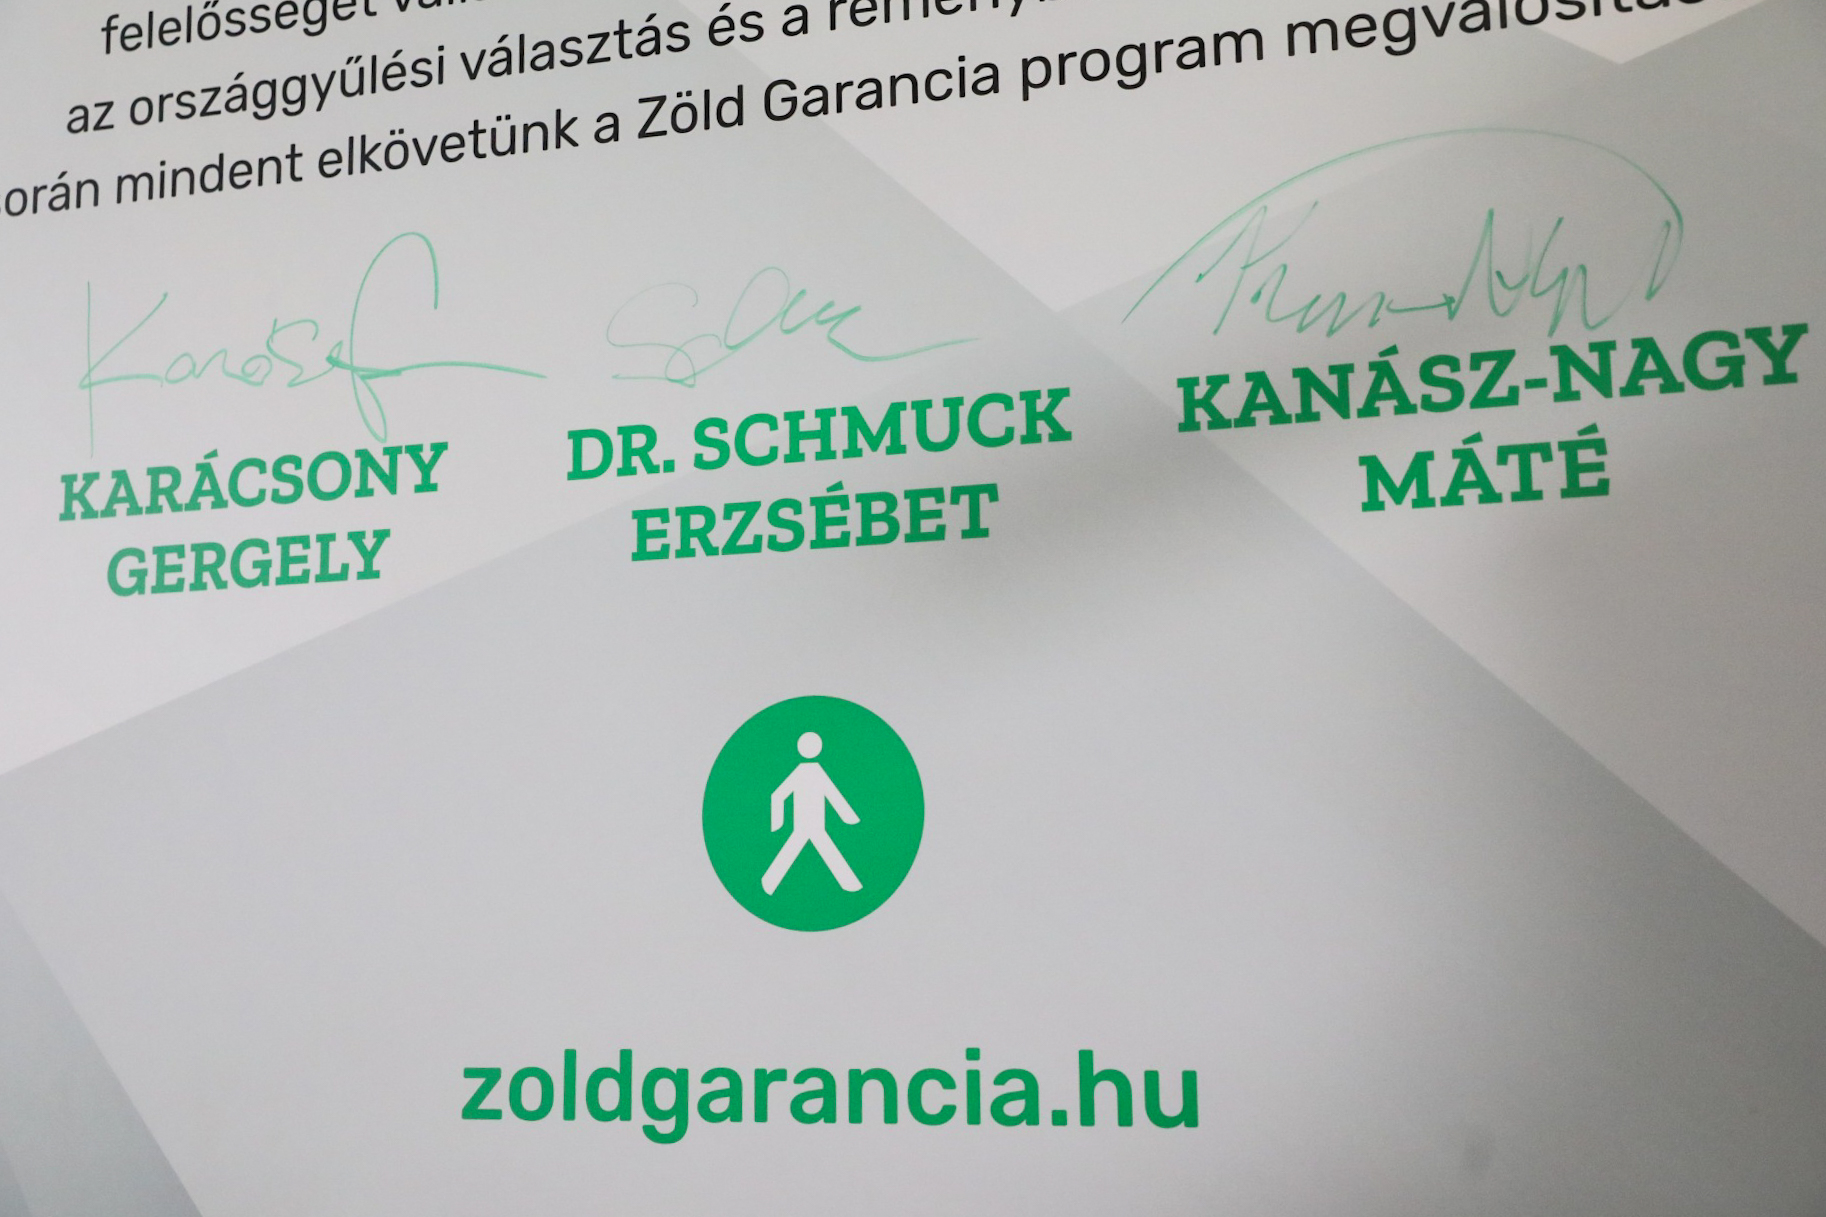 felelősséget
az országgyűlési választás és a
során mindent elkövetünk a Zöld Garancia program
KARÁCSONY
GERGELY
DR. SCHMUCK
ERZSÉBET
KANÁSZ-NAGY
MÁTÉ
zoldgarancia.hu